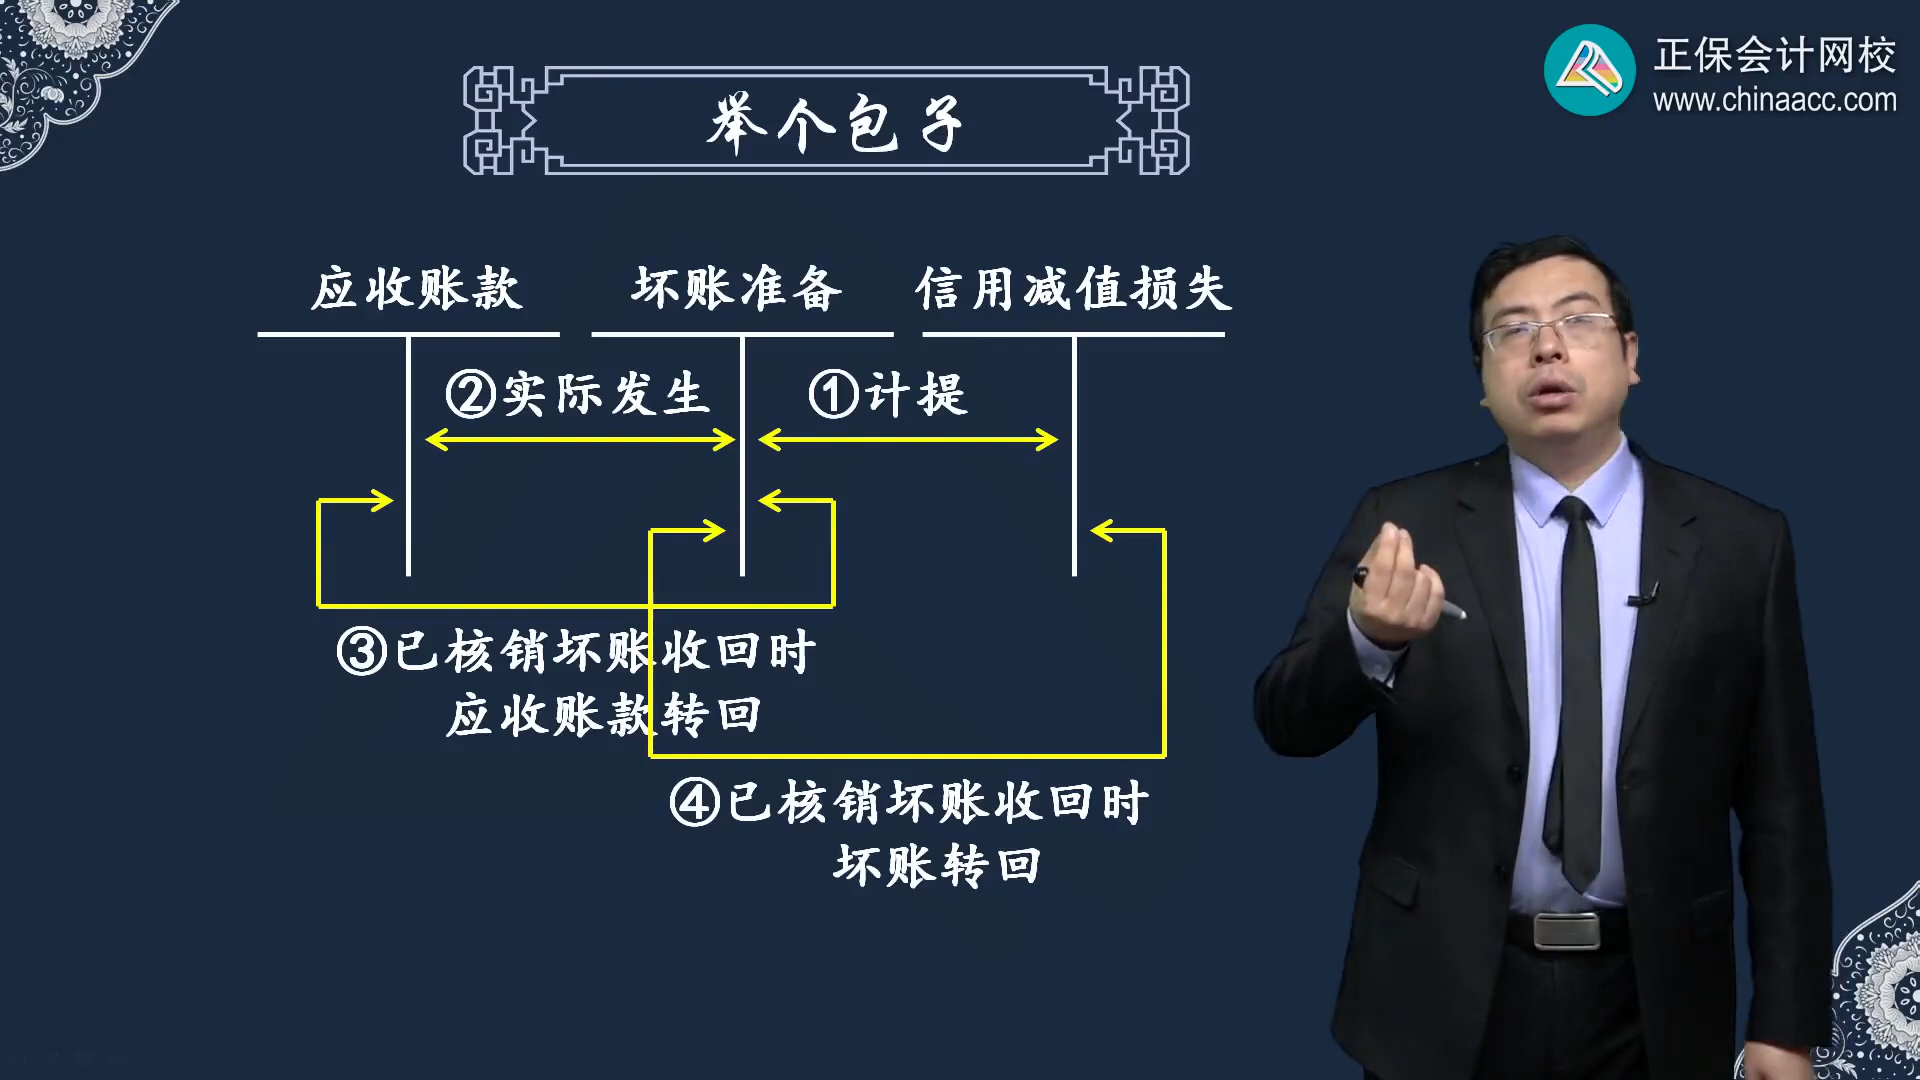 正保会计网校
www.chinaacc.com
举个包子
应收账款
坏账准备
信用减值损失
②实际发生
①计提
③已核销坏账收回时
应收账款转回
④已核销坏账收回时
坏账转回